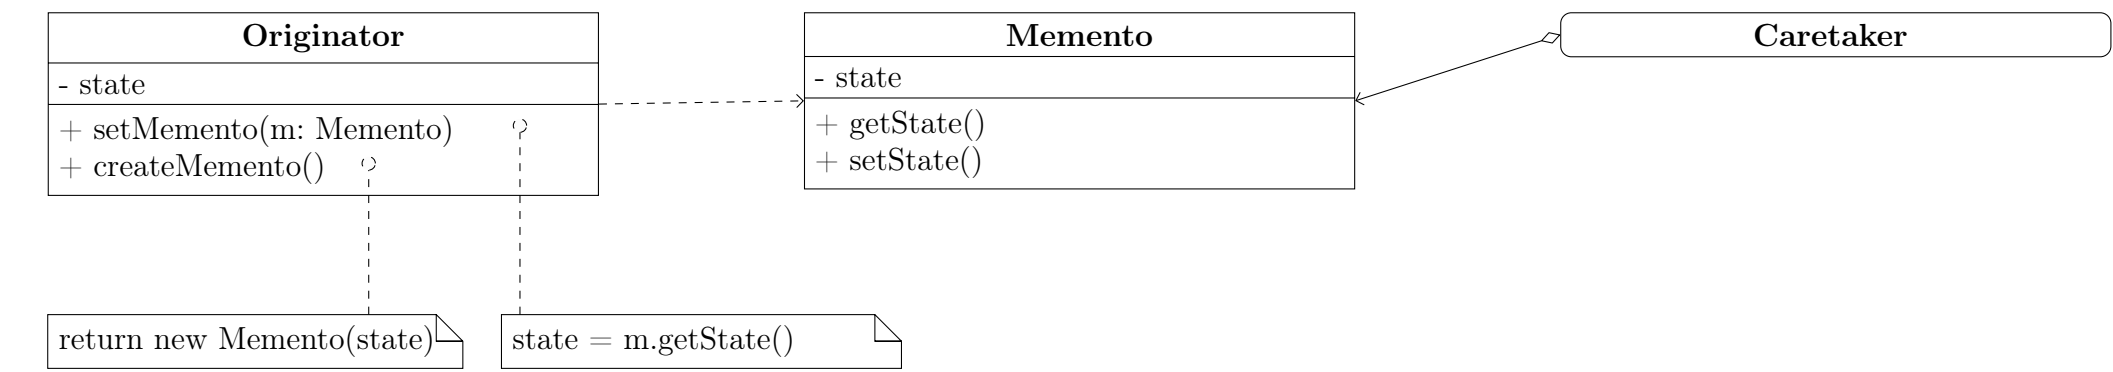 Originator
- state
+ setMemento(m: Memento)
+ createMemento()
Memento
- state
+ getState()
+ setState()
Caretaker
return new Memento(state)
state = m.getState()